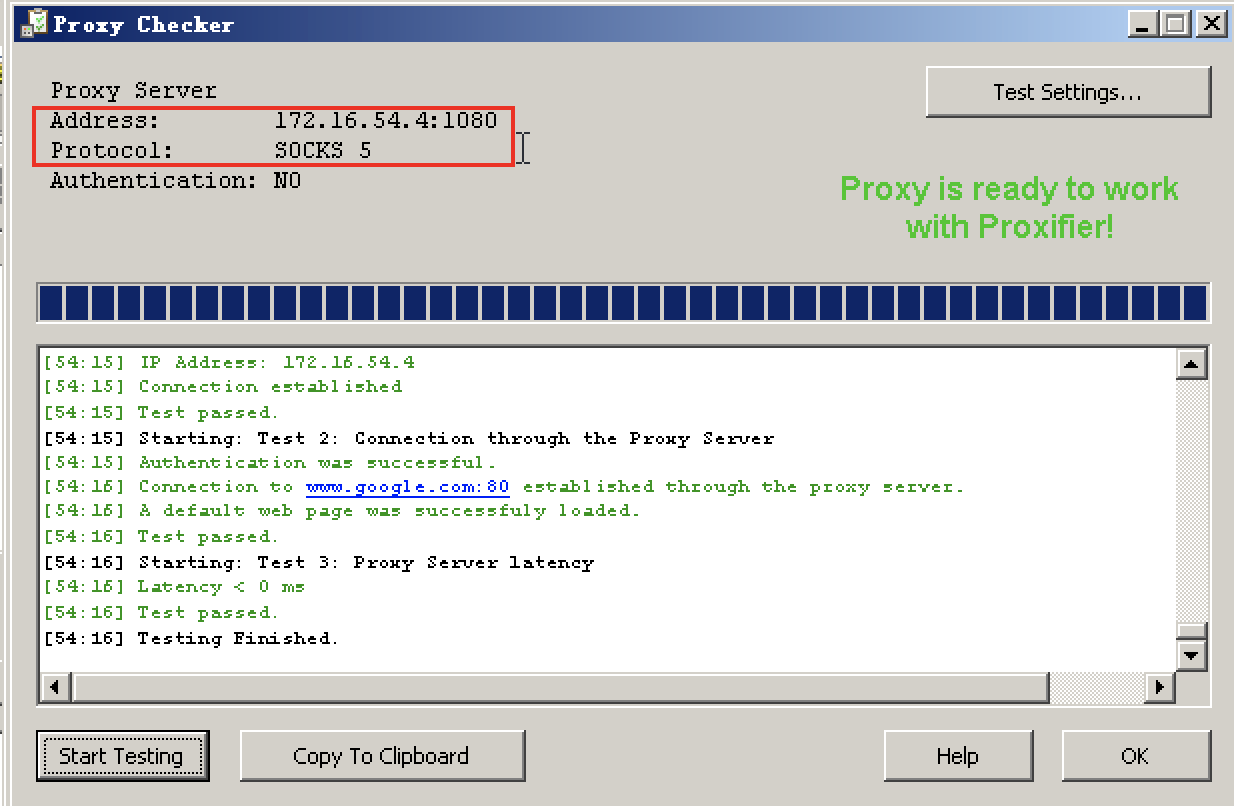 Proxy Checker
Proxy Server
Test Settings...
Address: 172.16.54.4:1080
Protocol: SOCKS 5
Authentication: NO
Proxy is ready to work
with Proxifier!
[54:15] IP Address: 172.16.54.4
[54:15] Connection established
[54:15] Test passed.
[54:15] Starting: Test 2: Connection through the Proxy Server
[54:15] Authentication was successful.
[54:16] Connection to www.google.com:80 established through the proxy server.
[54:16] A default web page was successfuly loaded.
[54:16] Test passed.
[54:16] Starting: Test 3: Proxy Server latency
[54:16] Latency < 0 ms
[54:16] Test passed.
[54:16] Testing Finished.
Start Testing
Copy To Clipboard
Help
OK